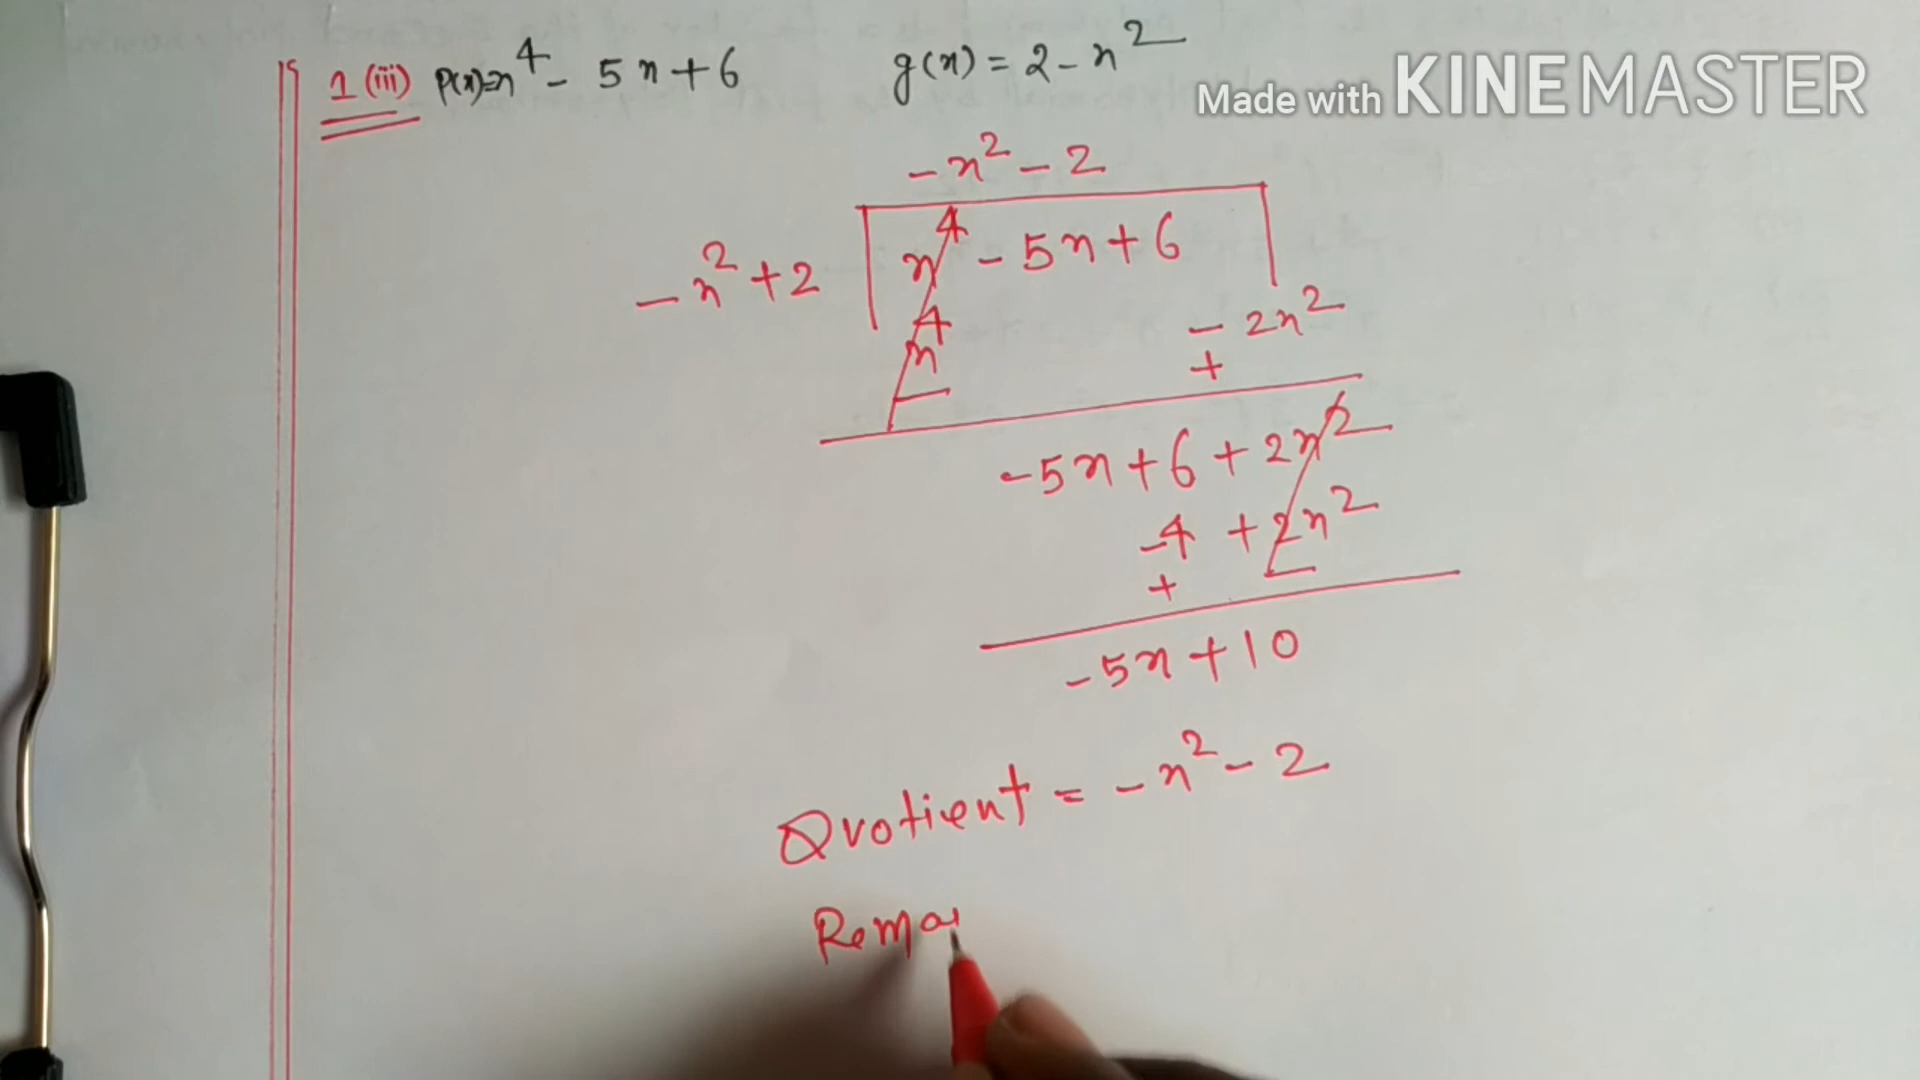 1 (iii) P(x)=x⁴ - 5x+6 g(x) = 2 - x²
Made with KINEMASTER
-x² - 2
-x² + 2 x⁴ - 5x + 6
x⁴ - 2x²
- +
-5x + 6 + 2x²
-4 + 2x²
+ -
-5x + 10
Quotient = -x² - 2
Remai